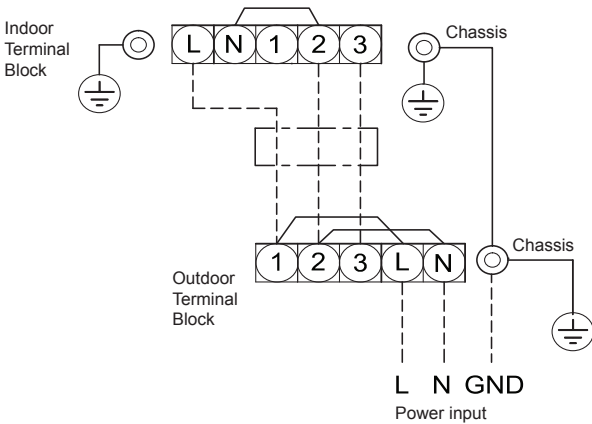 Indoor
Terminal
Block
L N 1 2 3
Chassis
1 2 3 L N
Chassis
Outdoor
Terminal
Block
L N GND
Power input